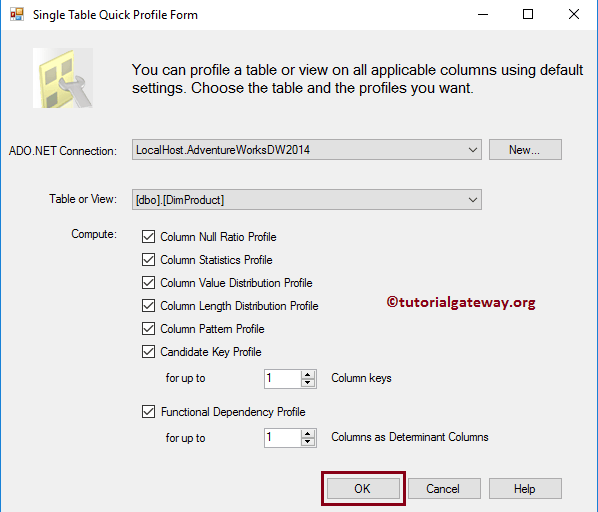 Single Table Quick Profile Form
You can profile a table or view on all applicable columns using default
settings. Choose the table and the profiles you want.
ADO.NET Connection: LocalHost.AdventureWorksDW2014 New...
Table or View: [dbo].[DimProduct]
Compute:
Column Null Ratio Profile
Column Statistics Profile
Column Value Distribution Profile
Column Length Distribution Profile
©tutorialgateway.org
Column Pattern Profile
Candidate Key Profile
for up to 1 Column keys
Functional Dependency Profile
for up to 1 Columns as Determinant Columns
OK Cancel Help